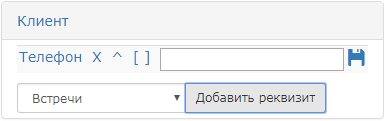 Клиент
Телефон X ^ [ ]
Встречи Добавить реквизит